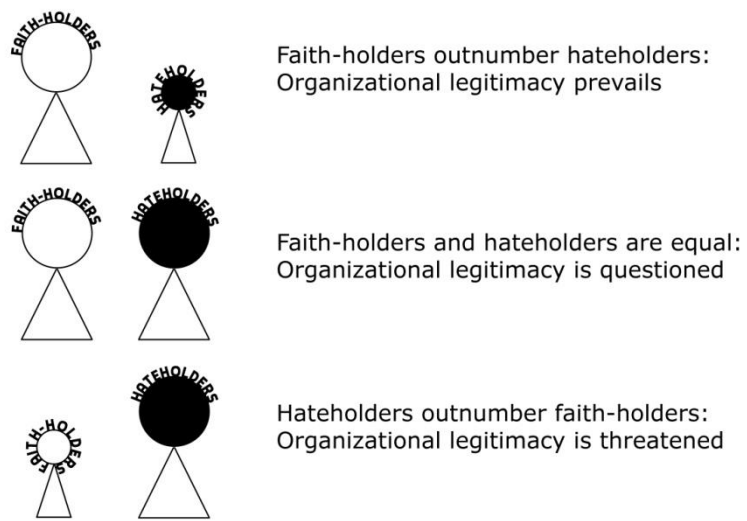 FAITH-HOLDERS
HATEHOLDERS
Faith-holders outnumber hateholders:
Organizational legitimacy prevails
FAITH-HOLDERS
HATEHOLDERS
Faith-holders and hateholders are equal:
Organizational legitimacy is questioned
FAITH-HOLDERS
HATEHOLDERS
Hateholders outnumber faith-holders:
Organizational legitimacy is threatened